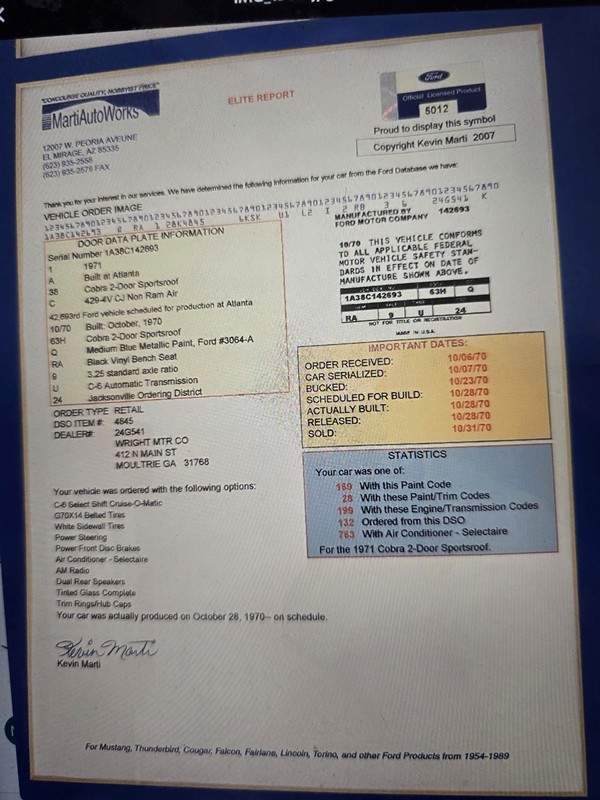 "CONCOURSE QUALITY, HOBBYIST PRICE"
MartiAutoWorks
12007 W. PEORIA AVEUNE
EL MIRAGE, AZ 85335
(623) 935-2558
(623) 935-2579 FAX
ELITE REPORT
Ford
Official Licensed Product
5012
Proud to display this symbol
Copyright Kevin Marti 2007
Thank you for your interest in our services. We have determined the following information for your car from the Ford Database we have:
VEHICLE ORDER IMAGE
1A38C142693
24G541 K
142693
MANUFACTURED BY
FORD MOTOR COMPANY
DOOR DATA PLATE INFORMATION
Serial Number 1A38C142693
1 1971
A Built at Atlanta
38 Cobra 2-Door Sportsroof
C 429-4V CJ Non Ram Air
42,693rd Ford vehicle scheduled for production at Atlanta
10/70 Built: October, 1970
63H Cobra 2-Door Sportsroof
Q Medium Blue Metallic Paint, Ford #3064-A
RA Black Vinyl Bench Seat
9 3.25 standard axle ratio
U C-6 Automatic Transmission
24 Jacksonville Ordering District
10/70 THIS VEHICLE CONFORMS
TO ALL APPLICABLE FEDERAL
MOTOR VEHICLE SAFETY STAN-
DARDS IN EFFECT ON DATE OF
MANUFACTURE SHOWN ABOVE.
1A38C142693 63H Q
RA 9 U 24
NOT FOR TITLE OR REGISTRATION
MADE IN U.S.A.
ORDER TYPE RETAIL
DSO ITEM #: 4845
DEALER#: 24G541
WRIGHT MTR CO
412 N MAIN ST
MOULTRIE GA 31768
IMPORTANT DATES:
ORDER RECEIVED: 10/06/70
CAR SERIALIZED: 10/07/70
BUCKED: 10/23/70
SCHEDULED FOR BUILD: 10/28/70
ACTUALLY BUILT: 10/28/70
RELEASED: 10/28/70
SOLD: 10/31/70
STATISTICS
Your car was one of:
159 With this Paint Code
28 With these Paint/Trim Codes
199 With these Engine/Transmission Codes
132 Ordered from this DSO
763 With Air Conditioner - Selectaire
For the 1971 Cobra 2-Door Sportsroof.
Your vehicle was ordered with the following options:
C-6 Select Shift Cruise-O-Matic
G70X14 Belted Tires
White Sidewall Tires
Power Steering
Power Front Disc Brakes
Air Conditioner - Selectaire
AM Radio
Dual Rear Speakers
Tinted Glass Complete
Trim Rings/Hub Caps
Your car was actually produced on October 28, 1970-- on schedule.
Kevin Marti
Kevin Marti
For Mustang, Thunderbird, Cougar, Falcon, Fairlane, Lincoln, Torino, and other Ford Products from 1954-1989